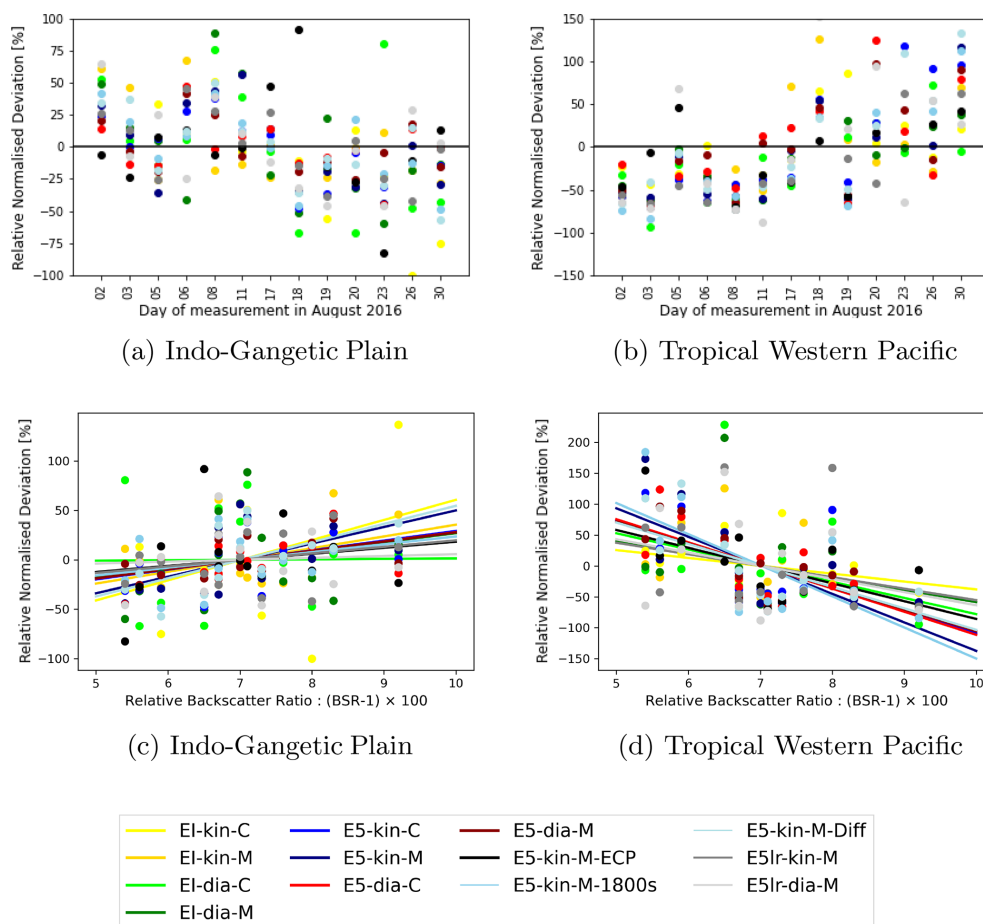 Relative Normalised Deviation [%]
100
75
50
25
0
−25
−50
−75
−100
02 03 05 06 08 11 17 18 19 20 23 26 30
Day of measurement in August 2016
(a) Indo-Gangetic Plain
Relative Normalised Deviation [%]
150
100
50
0
−50
−100
−150
02 03 05 06 08 11 17 18 19 20 23 26 30
Day of measurement in August 2016
(b) Tropical Western Pacific
Relative Normalised Deviation [%]
100
50
0
−50
−100
5 6 7 8 9 10
Relative Backscatter Ratio : (BSR-1) × 100
(c) Indo-Gangetic Plain
Relative Normalised Deviation [%]
200
150
100
50
0
−50
−100
−150
5 6 7 8 9 10
Relative Backscatter Ratio : (BSR-1) × 100
(d) Tropical Western Pacific
EI-kin-C
EI-kin-M
EI-dia-C
EI-dia-M
E5-kin-C
E5-kin-M
E5-dia-C
E5-dia-M
E5-kin-M-ECP
E5-kin-M-1800s
E5-kin-M-Diff
E5lr-kin-M
E5lr-dia-M